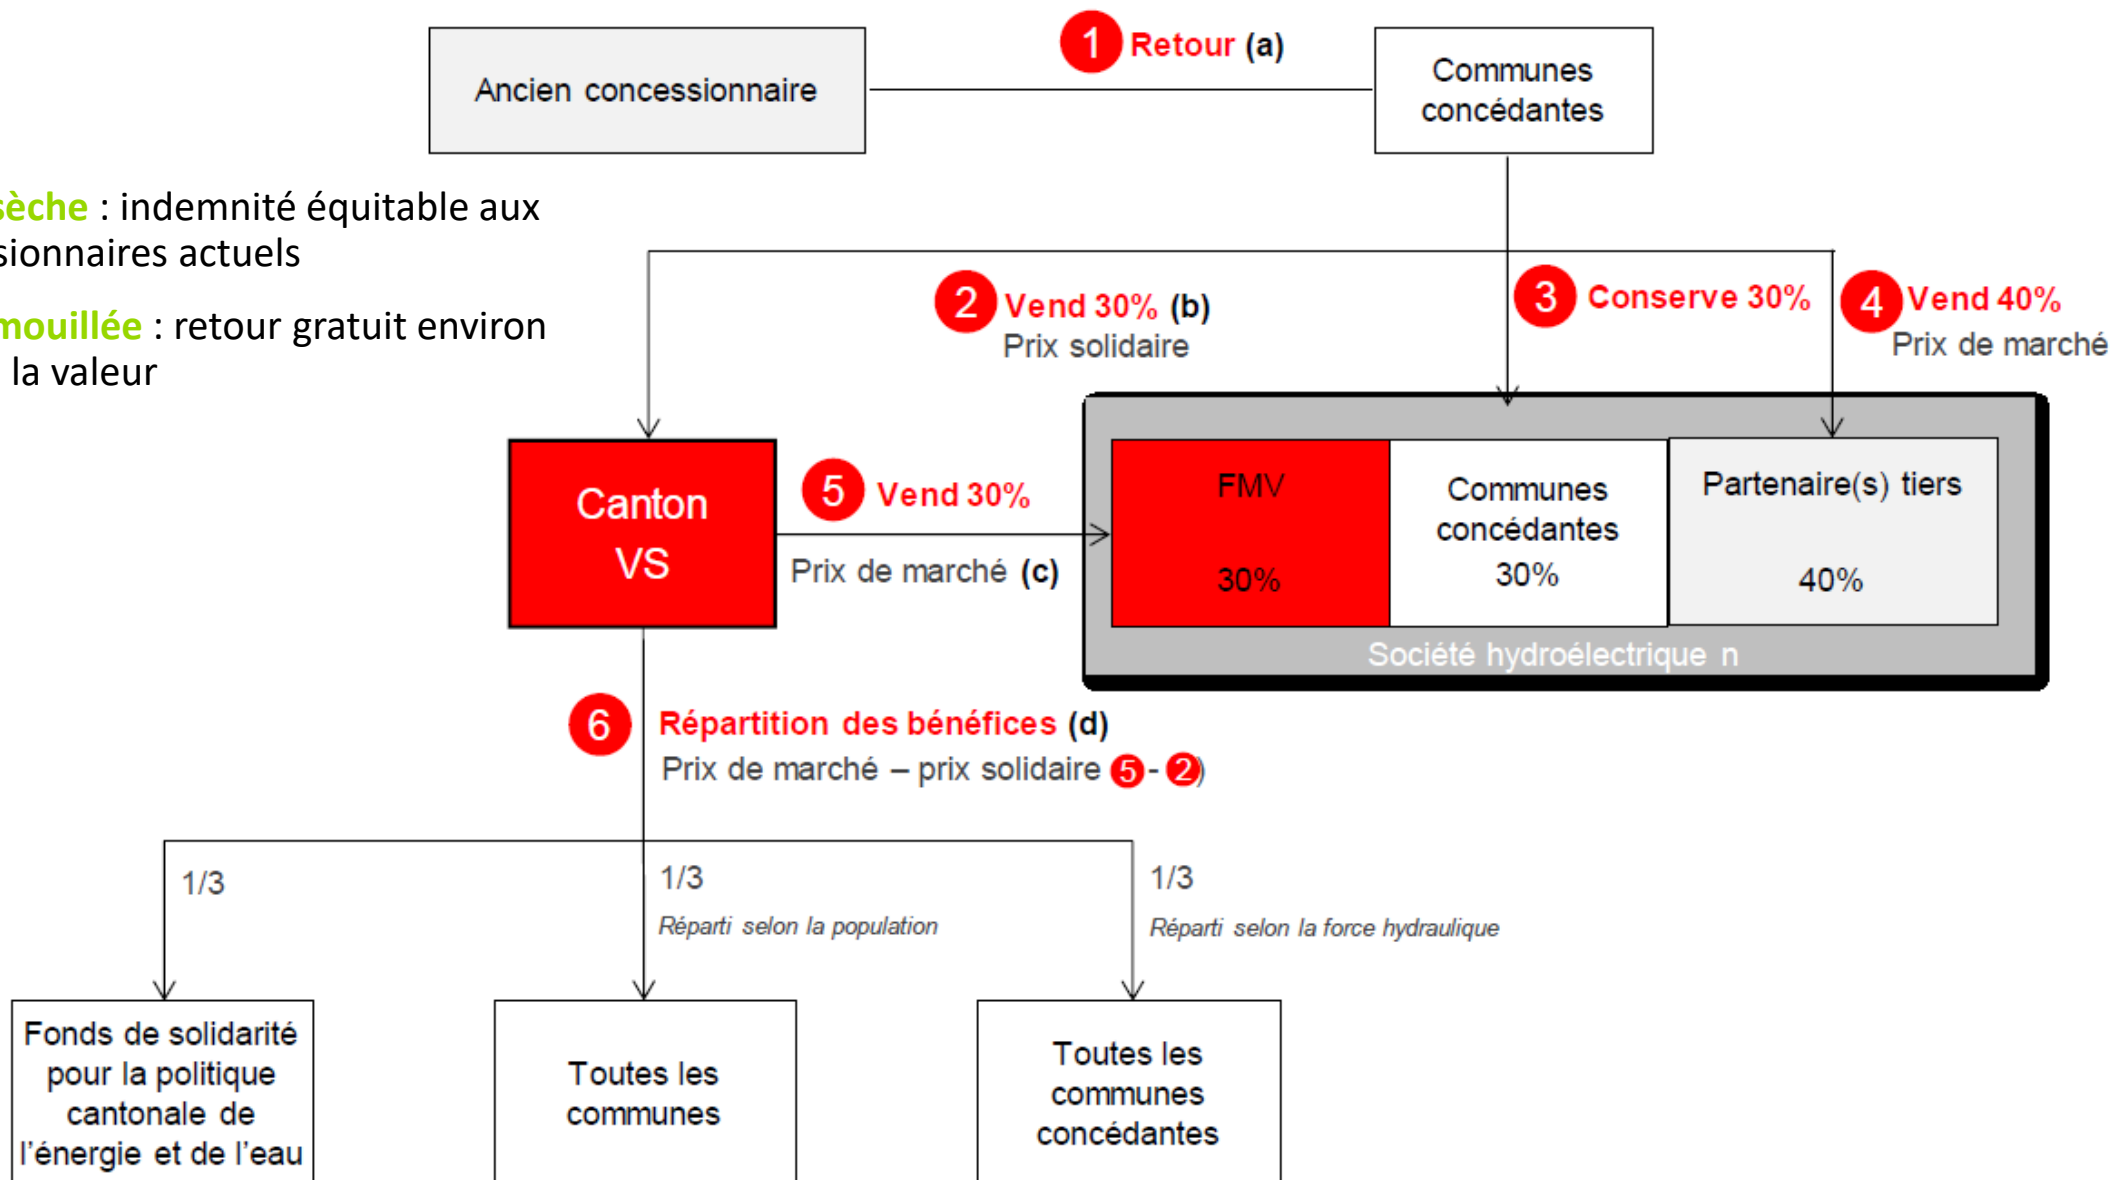 1 Retour (a)
Ancien concessionnaire
Communes
concédantes
sèche : indemnité équitable aux
sionnaires actuels
mouillée : retour gratuit environ
la valeur
2 Vend 30% (b)
Prix solidaire
3 Conserve 30%
4 Vend 40%
Prix de marché
Canton
VS
5 Vend 30%
Prix de marché (c)
FMV
30%
Communes
concédantes
30%
Partenaire(s) tiers
40%
Société hydroélectrique n
6 Répartition des bénéfices (d)
Prix de marché – prix solidaire 5 - 2)
1/3
1/3
Réparti selon la population
1/3
Réparti selon la force hydraulique
Fonds de solidarité
pour la politique
cantonale de
l'énergie et de l'eau
Toutes les
communes
Toutes les
communes
concédantes